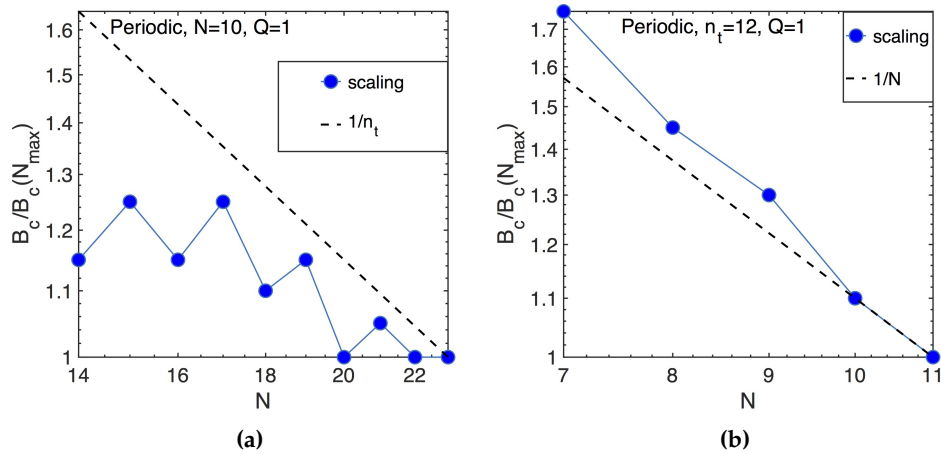 Periodic, N=10, Q=1
scaling
1/n_t
B_c/B_c(N_max)
1.6
1.5
1.4
1.3
1.2
1.1
1
14
16
18
20
22
N
(a)
Periodic, n_t=12, Q=1
scaling
1/N
B_c/B_c(N_max)
1.7
1.6
1.5
1.4
1.3
1.2
1.1
1
7
8
9
10
11
N
(b)